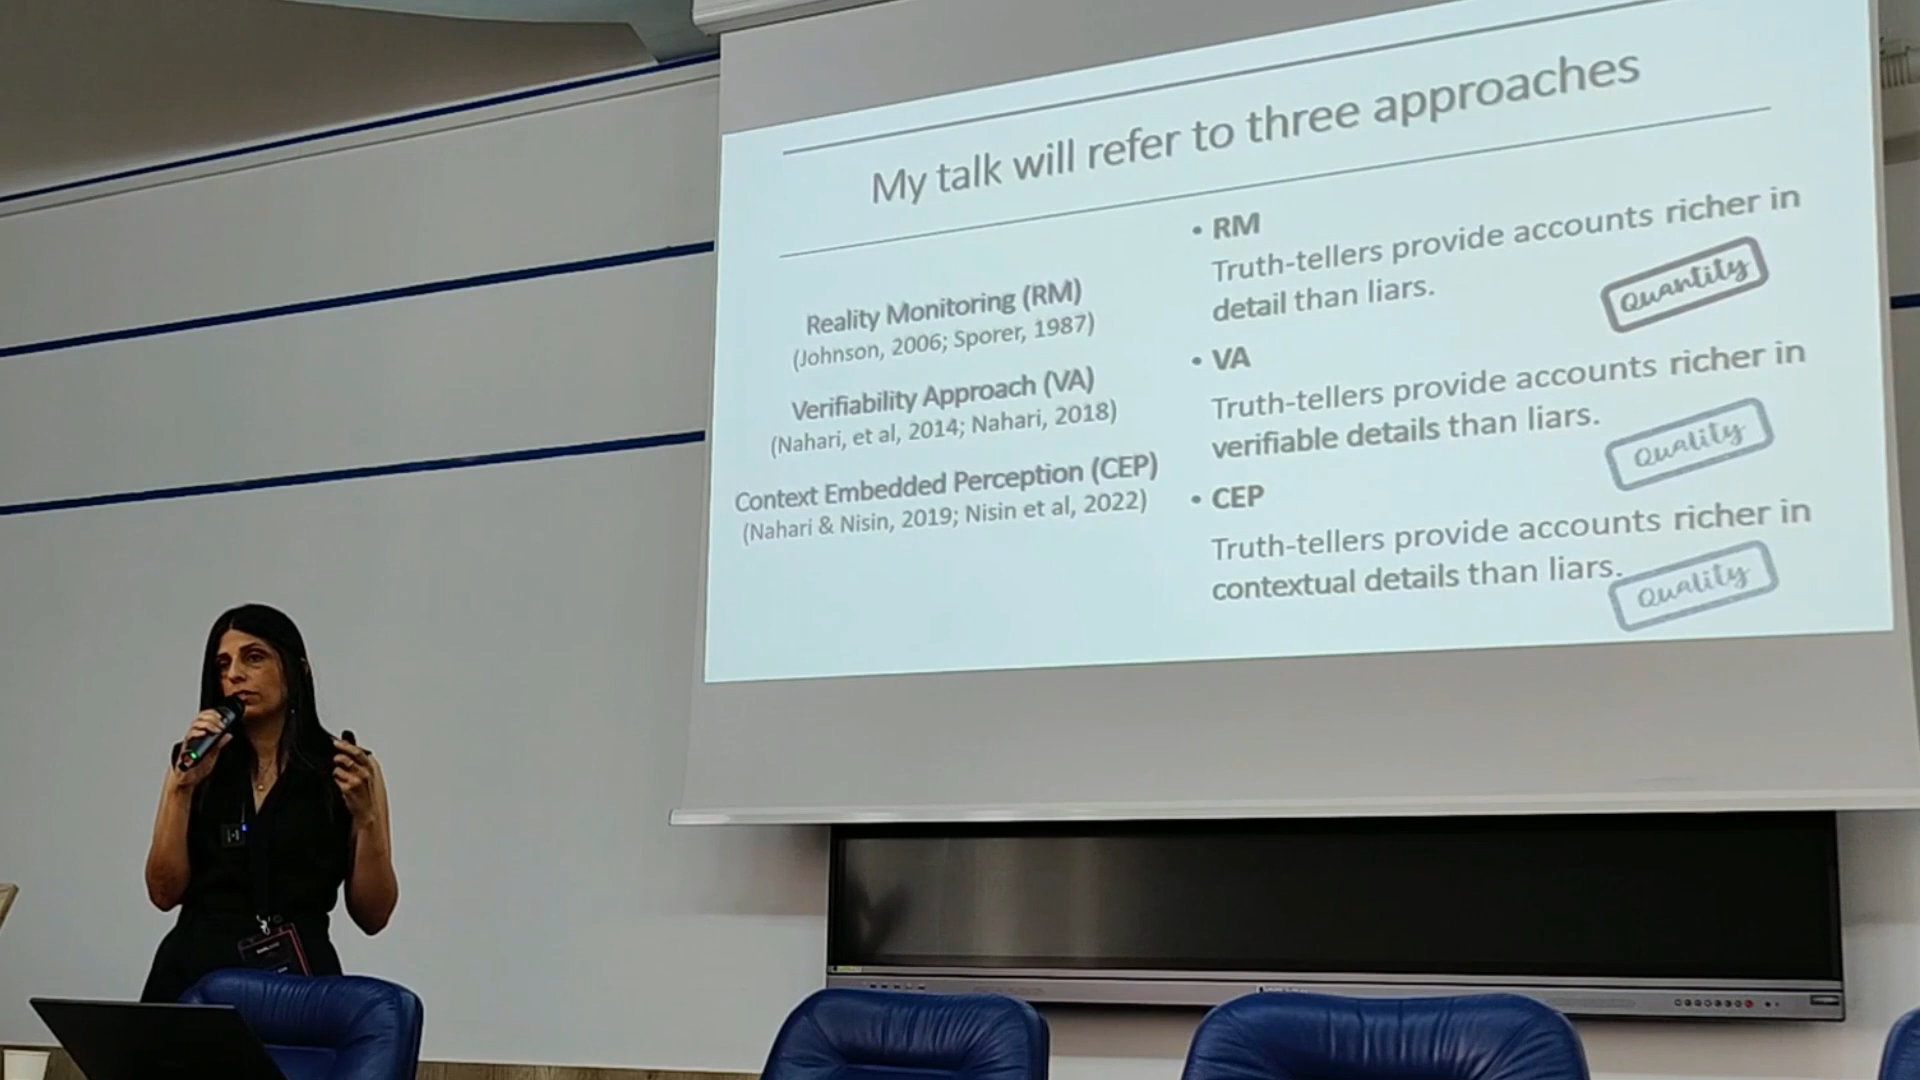 My talk will refer to three approaches
Reality Monitoring (RM)
(Johnson, 2006; Sporer, 1987)
Verifiability Approach (VA)
(Nahari, et al, 2014; Nahari, 2018)
Context Embedded Perception (CEP)
(Nahari & Nisin, 2019; Nisin et al, 2022)
• RM
Truth-tellers provide accounts richer in
detail than liars.
Quantity
• VA
Truth-tellers provide accounts richer in
verifiable details than liars.
Quality
• CEP
Truth-tellers provide accounts richer in
contextual details than liars.
Quality